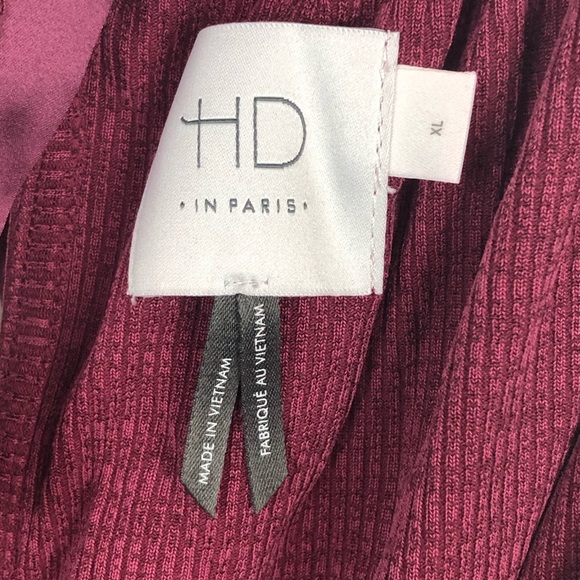 HD
• IN PARIS •
XL
MADE IN VIETNAM
FABRIQUÉ AU VIETNAM